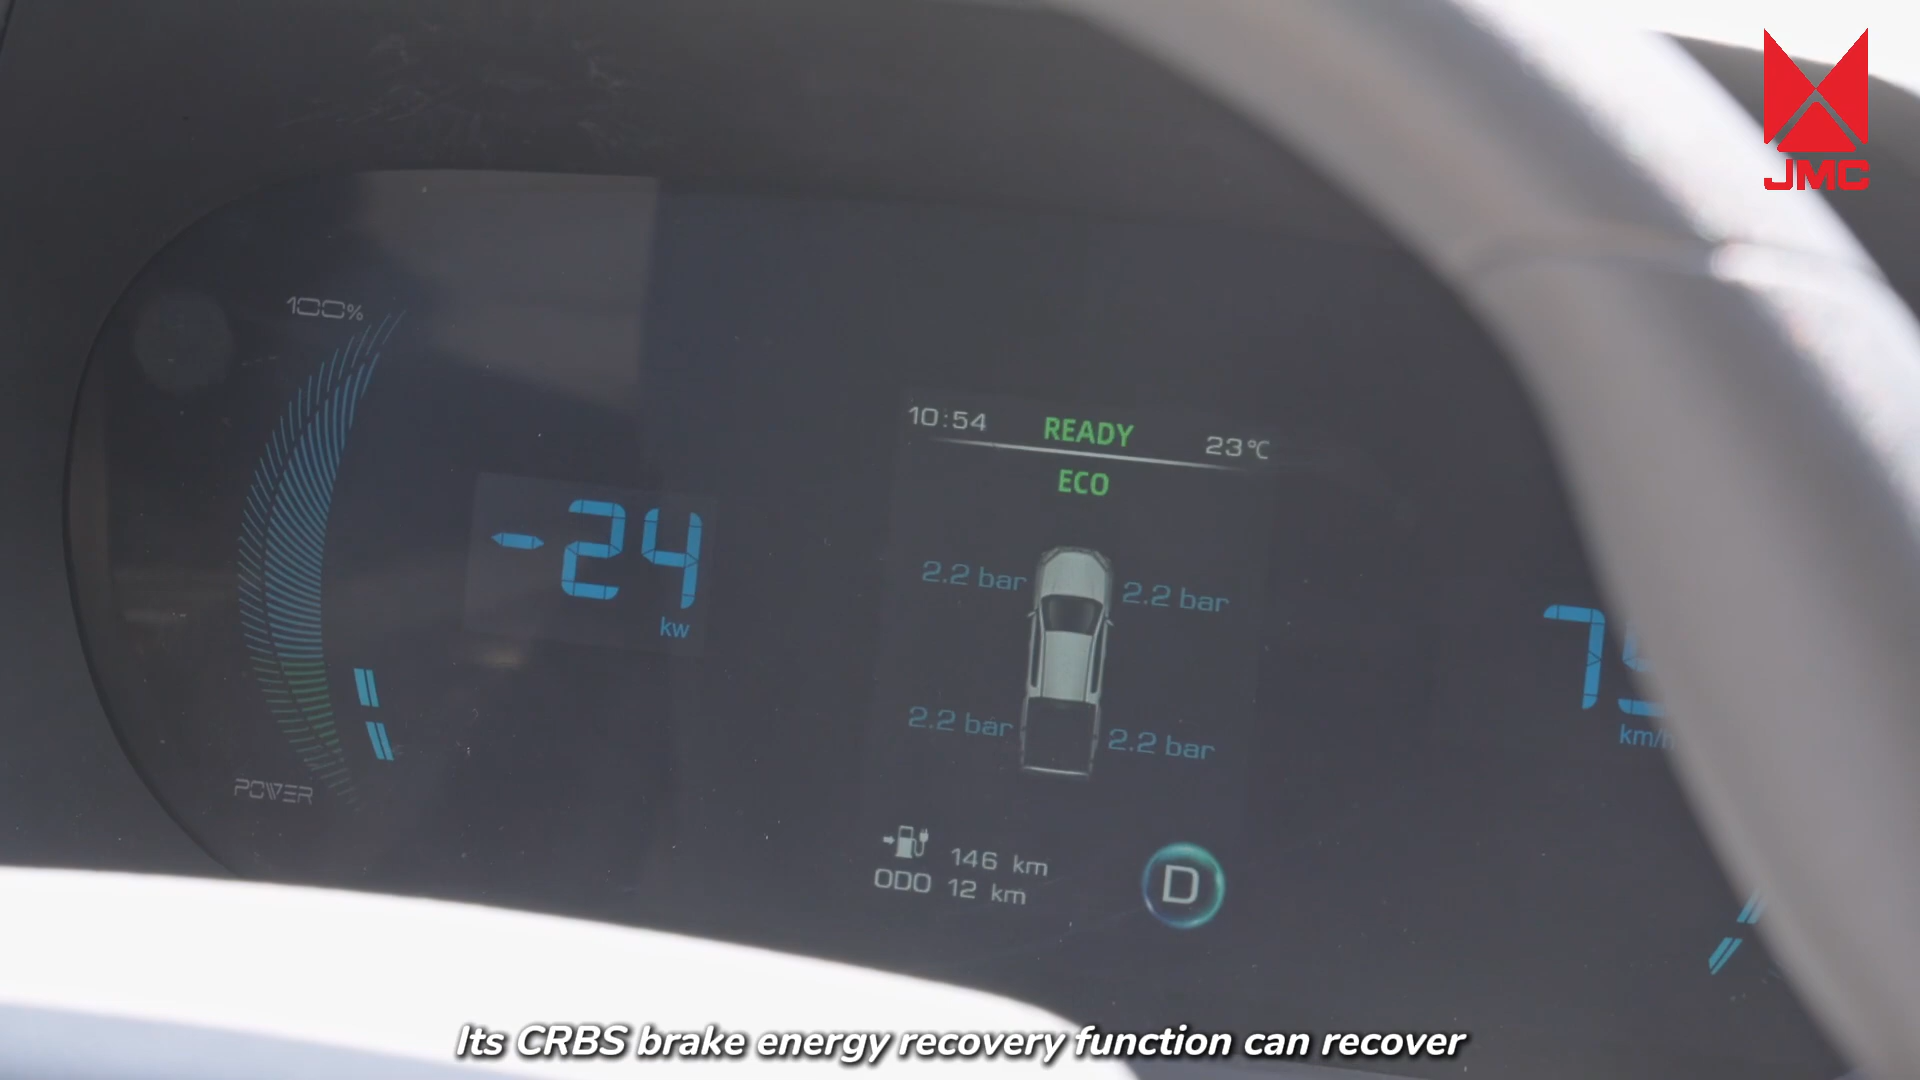 JMC
100%
10:54 READY 23℃
ECO
-24
kw
2.2 bar 2.2 bar
2.2 bar 2.2 bar
km/h
POWER
146 km
ODO 12 km
D
Its CRBS brake energy recovery function can recover